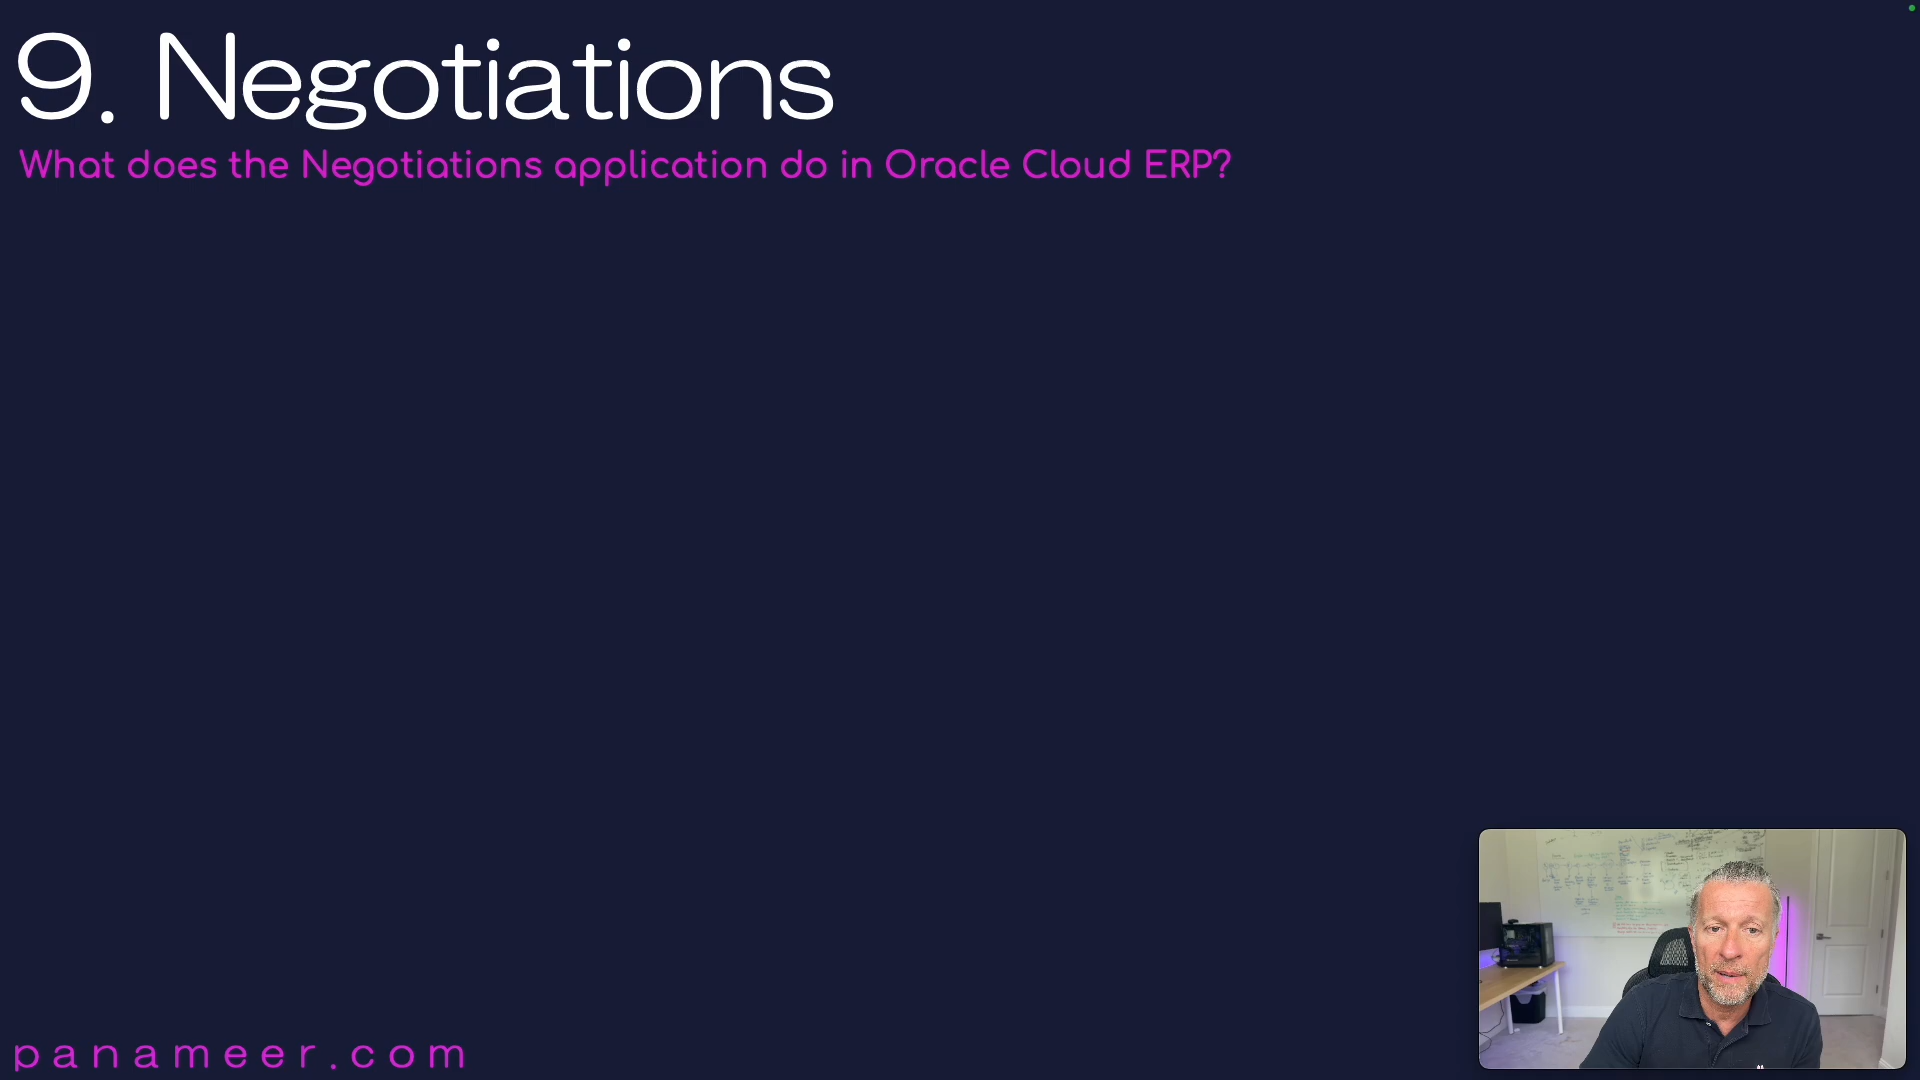 9. Negotiations
What does the Negotiations application do in Oracle Cloud ERP?
panameer.com